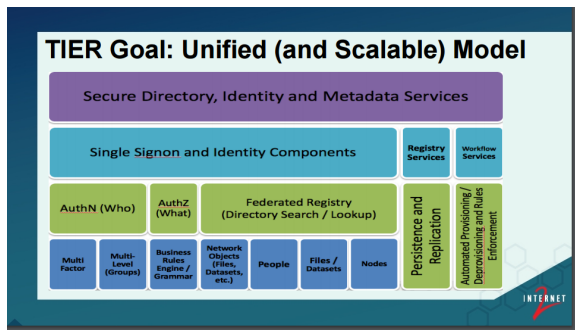 TIER Goal: Unified (and Scalable) Model
Secure Directory, Identity and Metadata Services
Single Signon and Identity Components
Registry
Services
Workflow
Services
AuthN (Who)
AuthZ
(What)
Federated Registry
(Directory Search / Lookup)
Persistence and
Replication
Automated Provisioning /
Deprovisioning and Rules
Enforcement
Multi
Factor
Multi-
Level
(Groups)
Business
Rules
Engine /
Grammar
Network
Objects
(Files,
Datasets,
etc.)
People
Files /
Datasets
Nodes
INTERNET
2